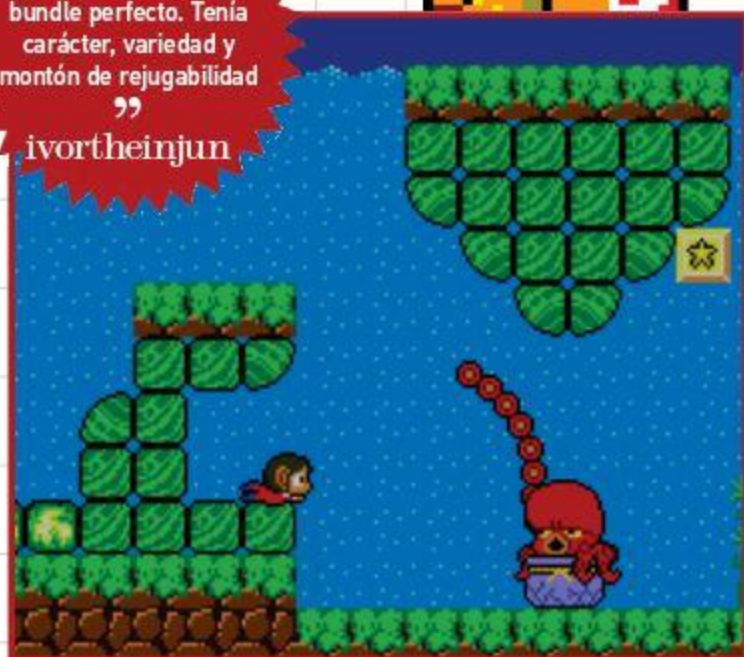 bundle perfecto. Tenía
carácter, variedad y
montón de rejugabilidad
”
ivortheinjun